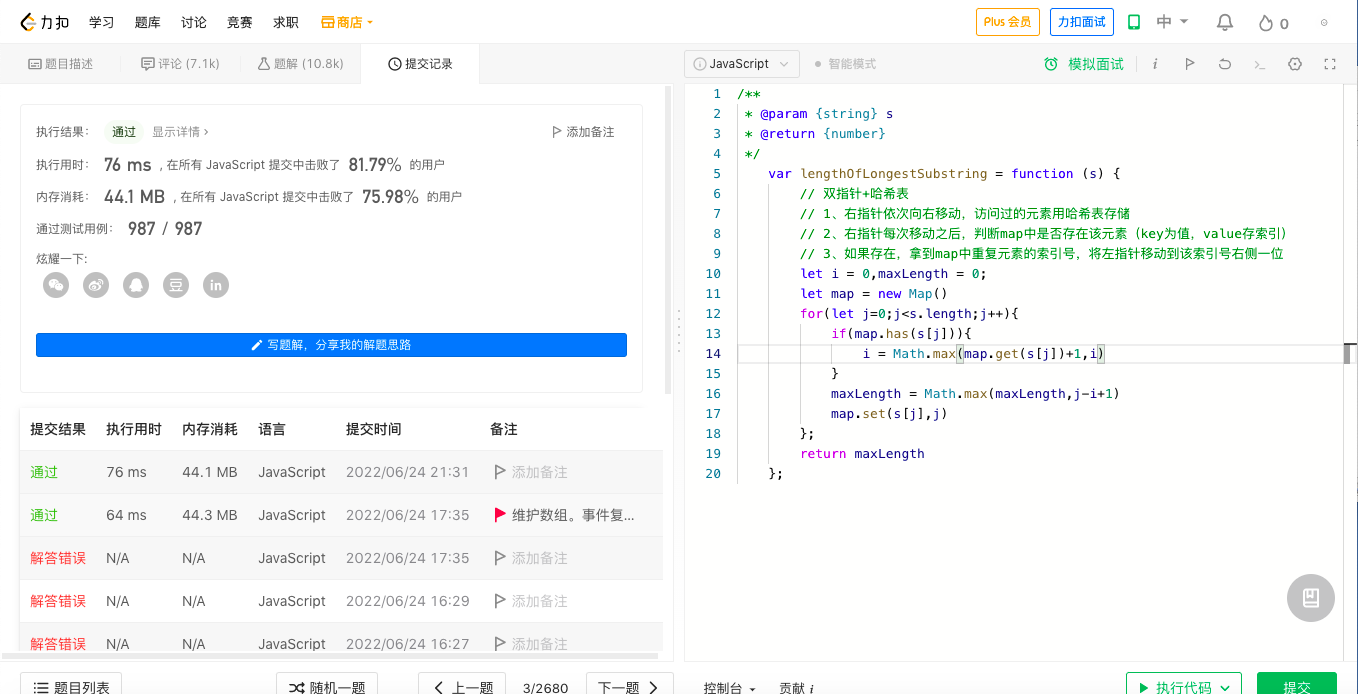 力扣 学习 题库 讨论 竞赛 求职 商店 Plus 会员 力扣面试 中 0
题目描述 评论 (7.1k) 题解 (10.8k) 提交记录
执行结果： 通过 显示详情 › 添加备注
执行用时： 76 ms , 在所有 JavaScript 提交中击败了 81.79% 的用户
内存消耗： 44.1 MB , 在所有 JavaScript 提交中击败了 75.98% 的用户
通过测试用例： 987 / 987
炫耀一下:
豆 in
写题解，分享我的解题思路
提交结果 执行用时 内存消耗 语言 提交时间 备注
通过 76 ms 44.1 MB JavaScript 2022/06/24 21:31 添加备注
通过 64 ms 44.3 MB JavaScript 2022/06/24 17:35 维护数组。事件复...
解答错误 N/A N/A JavaScript 2022/06/24 17:35 添加备注
解答错误 N/A N/A JavaScript 2022/06/24 16:29 添加备注
解答错误 N/A N/A JavaScript 2022/06/24 16:27 添加备注
题目列表 随机一题 上一题 3/2680 下一题
JavaScript 智能模式 模拟面试 i
1 /**
2 * @param {string} s
3 * @return {number}
4 */
5 var lengthOfLongestSubstring = function (s) {
6 // 双指针+哈希表
7 // 1、右指针依次向右移动，访问过的元素用哈希表存储
8 // 2、右指针每次移动之后，判断map中是否存在该元素（key为值，value存索引）
9 // 3、如果存在，拿到map中重复元素的索引号，将左指针移动到该索引号右侧一位
10 let i = 0,maxLength = 0;
11 let map = new Map()
12 for(let j=0;j<s.length;j++){
13 if(map.has(s[j])){
14 i = Math.max(map.get(s[j])+1,i)
15 }
16 maxLength = Math.max(maxLength,j-i+1)
17 map.set(s[j],j)
18 };
19 return maxLength
20 };
控制台 贡献 i 执行代码 提交